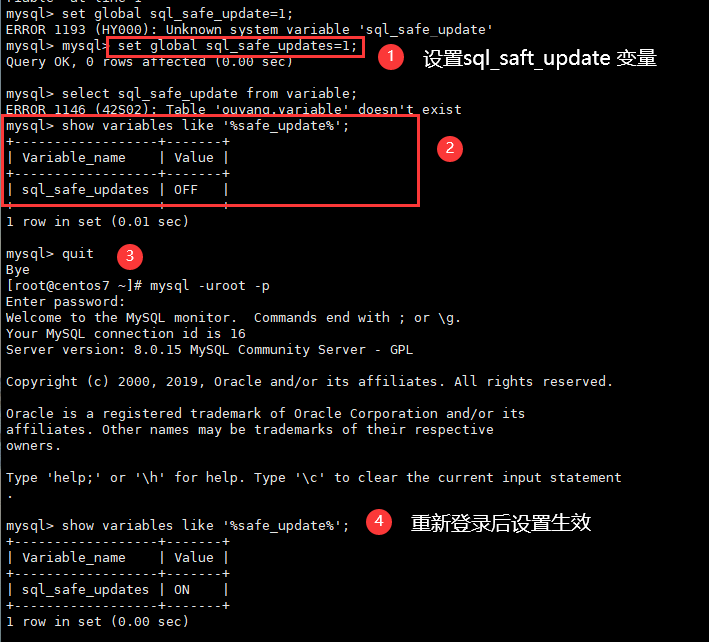 mysql> set global sql_safe_update=1;
ERROR 1193 (HY000): Unknown system variable 'sql_safe_update'
mysql> mysql> set global sql_safe_updates=1;
Query OK, 0 rows affected (0.00 sec)
1 设置sql_saft_update 变量
mysql> select sql_safe_update from variable;
ERROR 1146 (42S02): Table 'ouyang.variable' doesn't exist
mysql> show variables like '%safe_update%';
+------------------+-------+
| Variable_name    | Value |
+------------------+-------+
| sql_safe_updates | OFF   |
+------------------+-------+
2
1 row in set (0.01 sec)
mysql> quit
3
Bye
[root@centos7 ~]# mysql -uroot -p
Enter password:
Welcome to the MySQL monitor.  Commands end with ; or \g.
Your MySQL connection id is 16
Server version: 8.0.15 MySQL Community Server - GPL
Copyright (c) 2000, 2019, Oracle and/or its affiliates. All rights reserved.
Oracle is a registered trademark of Oracle Corporation and/or its
affiliates. Other names may be trademarks of their respective
owners.
Type 'help;' or '\h' for help. Type '\c' to clear the current input statement
.
mysql> show variables like '%safe_update%';
4 重新登录后设置生效
+------------------+-------+
| Variable_name    | Value |
+------------------+-------+
| sql_safe_updates | ON    |
+------------------+-------+
1 row in set (0.00 sec)